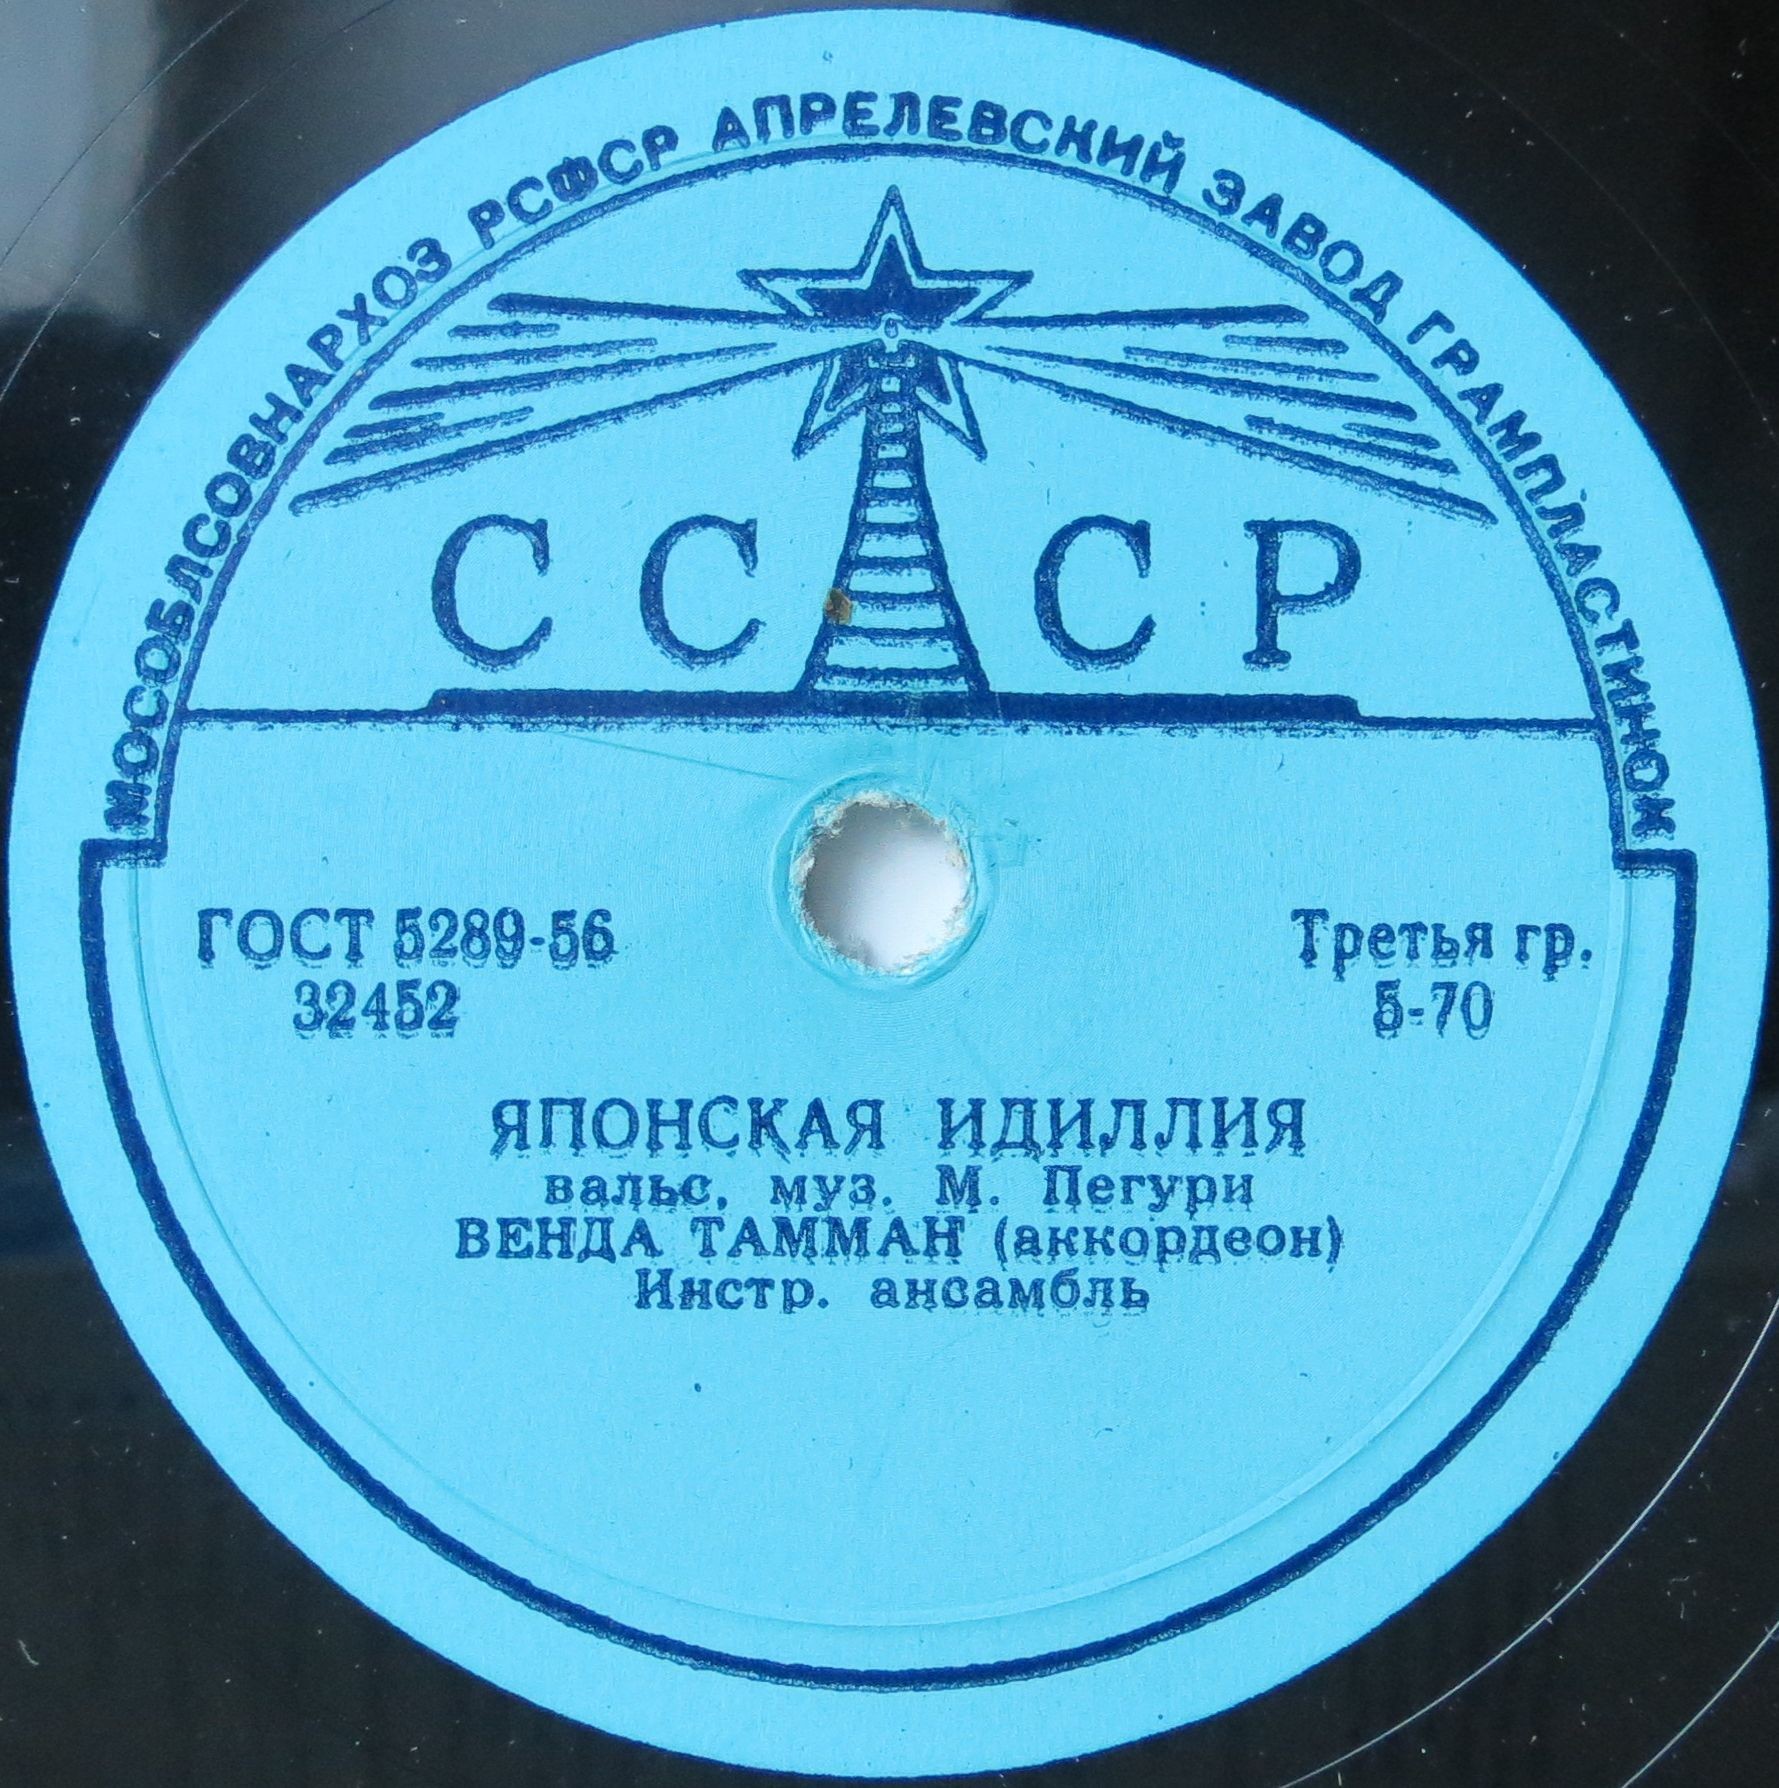 МОСОБЛСОВНАРХОЗ РСФСР АПРЕЛЕВСКИЙ ЗАВОД ГРАМПЛАСТИНОК
СССР
ГОСТ 5289-56
32452
Третья гр.
5-70
ЯПОНСКАЯ ИДИЛЛИЯ
вальс, муз. М. Пегури
ВЕНДА ТАММАН (аккордеон)
Инстр. ансамбль